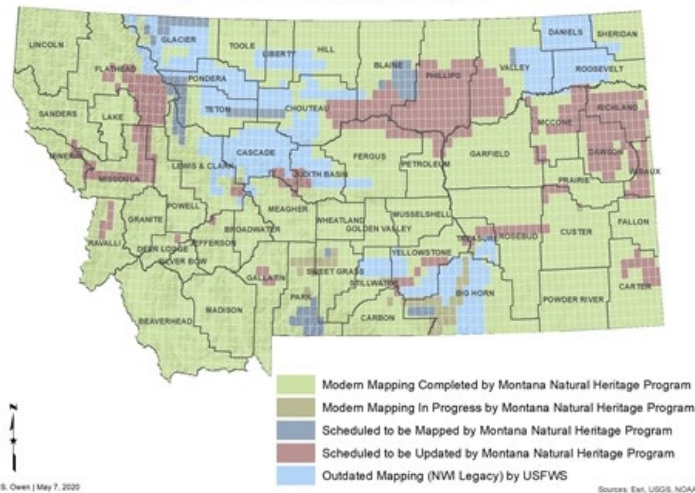 LINCOLN
GLACIER
TOOLE
LIBERTY
HILL
BLAINE
PHILLIPS
VALLEY
DANIELS
SHERIDAN
ROOSEVELT
FLATHEAD
PONDERA
TETON
CHOUTEAU
SANDERS
LAKE
MCCONE
RICHLAND
DAWSON
MINERAL
MISSOULA
LEWIS & CLARK
CASCADE
JUDITH BASIN
FERGUS
PETROLEUM
GARFIELD
PRAIRIE
WIBAUX
POWELL
GRANITE
MEAGHER
WHEATLAND
MUSSELSHELL
GOLDEN VALLEY
BROADWATER
RAVALLI
DEER LODGE
JEFFERSON
SILVER BOW
TREASURE
ROSEBUD
CUSTER
FALLON
GALLATIN
SWEET GRASS
STILLWATER
YELLOWSTONE
BIG HORN
PARK
CARBON
POWDER RIVER
CARTER
MADISON
BEAVERHEAD
Modern Mapping Completed by Montana Natural Heritage Program
Modern Mapping In Progress by Montana Natural Heritage Program
Scheduled to be Mapped by Montana Natural Heritage Program
Scheduled to be Updated by Montana Natural Heritage Program
Outdated Mapping (NWI Legacy) by USFWS
N
S. Owen | May 7, 2020
Sources: Esri, USGS, NOAA